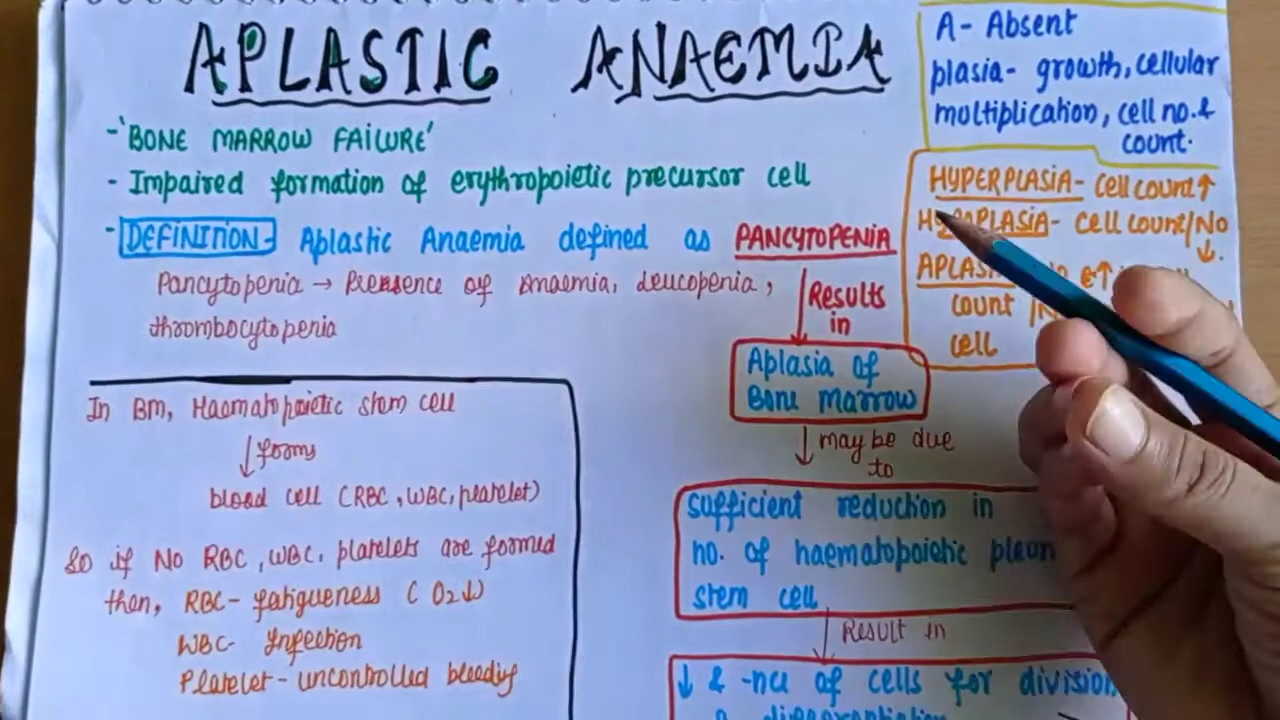 APLASTIC ANAEMIA
-'BONE MARROW FAILURE'
- Impaired formation of erythropoietic precursor cell
- DEFINITION- Aplastic Anaemia defined as PANCYTOPENIA
Pancytopenia → Presence of anaemia, Leucopenia,
thrombocytopenia
↓ Results
in
Aplasia of
Bone marrow
↓ may be due
to
sufficient reduction in
no. of haematopoietic
stem cell
↓ Result in
↓ & -nce of cells for division
A- Absent
plasia- growth, cellular
multiplication, cell no. &
count.
HYPERPLASIA- Cell count ↑
- cell count/No
↓.
count
cell
In Bm, Haematopoietic stem cell
↓ forms
blood cell (RBC, WBC, platelet)
So if No RBC, WBC, platelets are formed
then, RBC- fatigueness (O2↓)
WBC- Infection
Platelet- uncontrolled bleeding